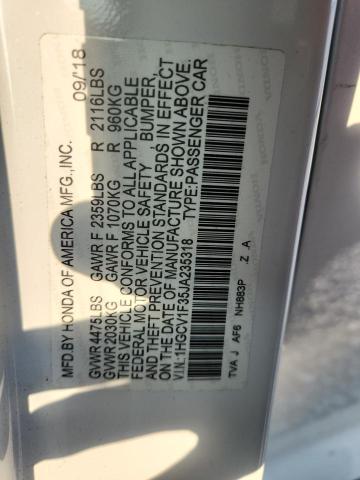 MFD.BY HONDA OF AMERICA MFG.,INC. 09/'18
GVWR 4475LBS GAWR F 2359LBS R 2116LBS
GVWR 2030KG GAWR F 1070KG R 960KG
THIS VEHICLE CONFORMS TO ALL APPLICABLE
FEDERAL MOTOR VEHICLE SAFETY BUMPER,
AND THEFT PREVENTION STANDARDS IN EFFECT
ON THE DATE OF MANUFACTURE SHOWN ABOVE.
V.I.N.:1HGCV1F35JA235318 TYPE:PASSENGER CAR
TVA J AF6 NH883P Z A